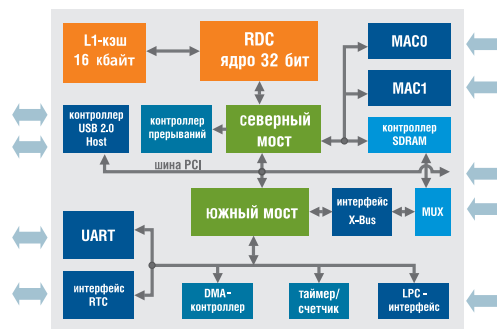 L1-кэш
16 кбайт
RDC
ядро 32 бит
MAC0
MAC1
контроллер
USB 2.0
Host
контроллер
прерываний
северный
мост
контроллер
SDRAM
шина PCI
южный мост
интерфейс
X-Bus
MUX
UART
интерфейс
RTC
DMA-
контроллер
таймер/
счетчик
LPC-
интерфейс